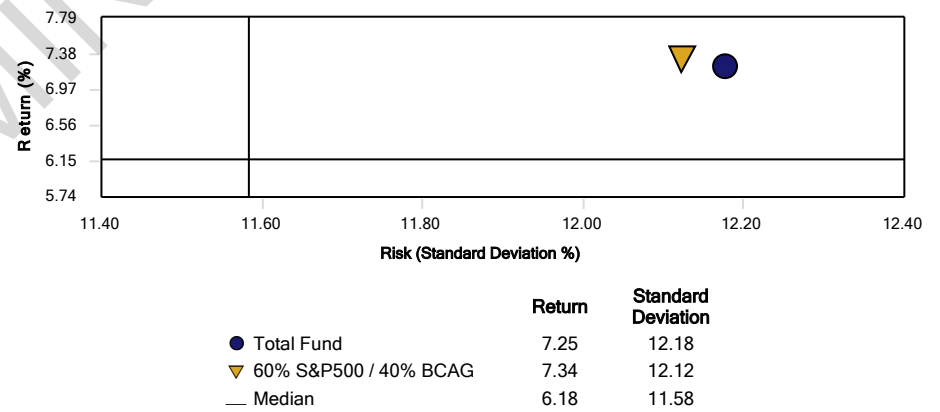 7.79
7.38
6.97
6.56
6.15
5.74
Return (%)
11.40 11.60 11.80 12.00 12.20 12.40
Risk (Standard Deviation %)
Return Standard Deviation
Total Fund 7.25 12.18
60% S&P500 / 40% BCAG 7.34 12.12
Median 6.18 11.58